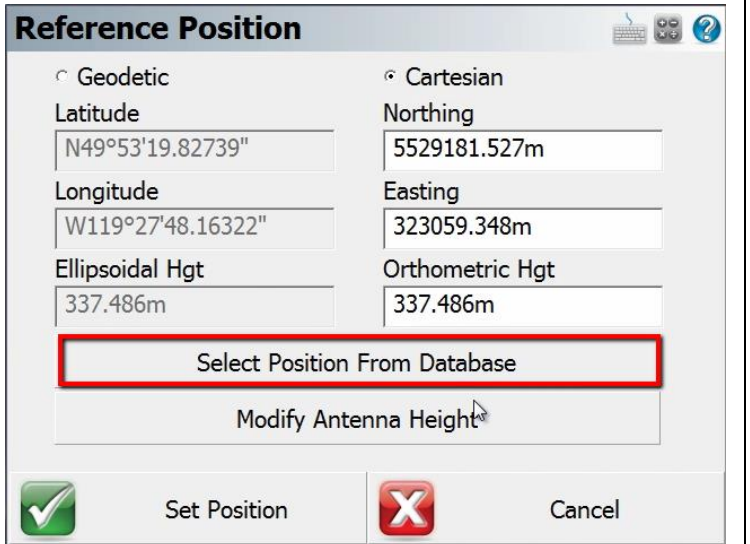 Reference Position
Geodetic
Cartesian
Latitude
Northing
N49°53'19.82739"
5529181.527m
Longitude
Easting
W119°27'48.16322"
323059.348m
Ellipsoidal Hgt
Orthometric Hgt
337.486m
337.486m
Select Position From Database
Modify Antenna Height
Set Position
Cancel